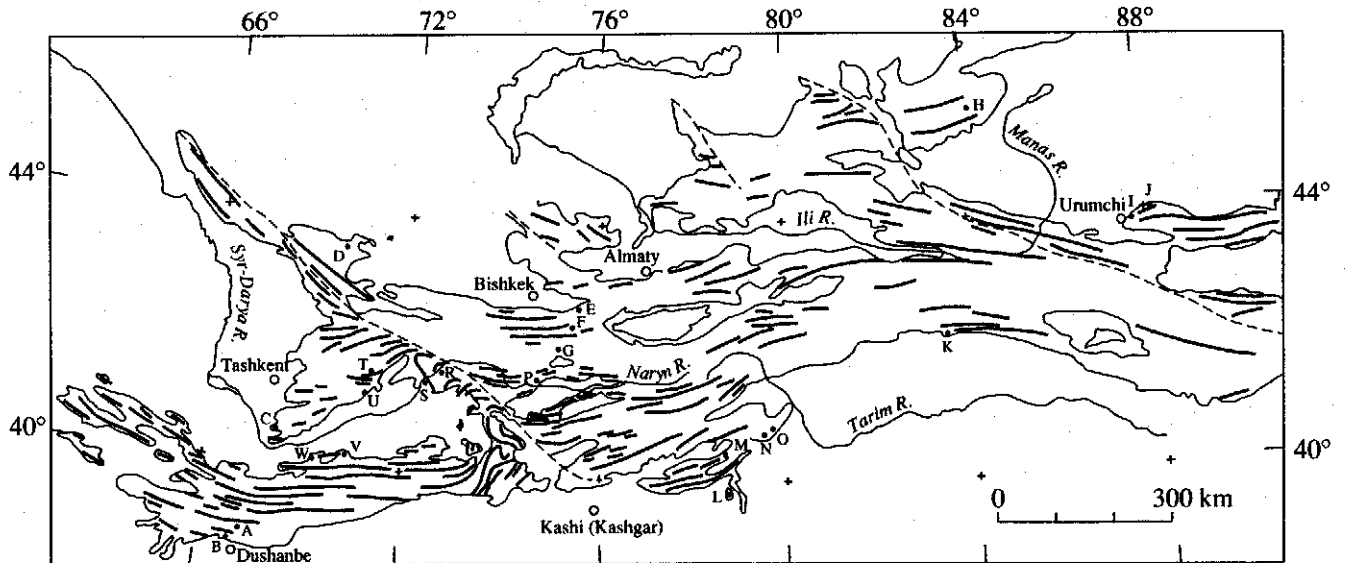 66° 72° 76° 80° 84° 88°
H
Manas R.
44°
44°
Urumchi I J
Syr-Darya R.
D
Ili R.
Almaty
Bishkek
E
F
G
K
Tashkent
T
R
P
Naryn R.
S
U
C
40°
Tarim R.
40°
W V
M
N
O
L
0 300 km
A
B
Dushanbe
Kashi (Kashgar)